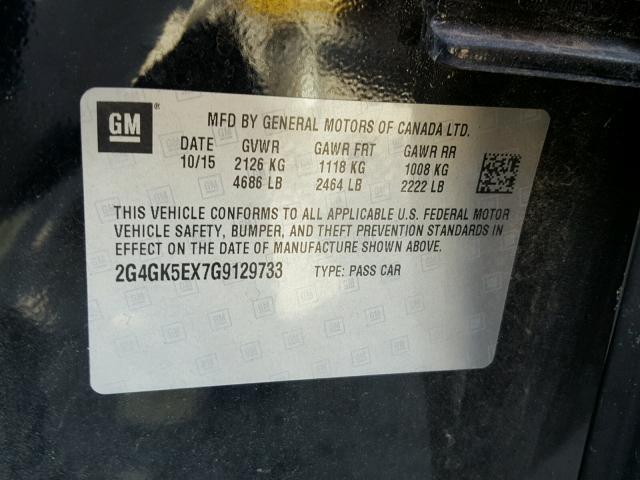 GM ®
MFD BY GENERAL MOTORS OF CANADA LTD.
DATE GVWR GAWR FRT GAWR RR
10/15 2126 KG 1118 KG 1008 KG
4686 LB 2464 LB 2222 LB
THIS VEHICLE CONFORMS TO ALL APPLICABLE U.S. FEDERAL MOTOR
VEHICLE SAFETY, BUMPER, AND THEFT PREVENTION STANDARDS IN
EFFECT ON THE DATE OF MANUFACTURE SHOWN ABOVE.
2G4GK5EX7G9129733 TYPE: PASS CAR